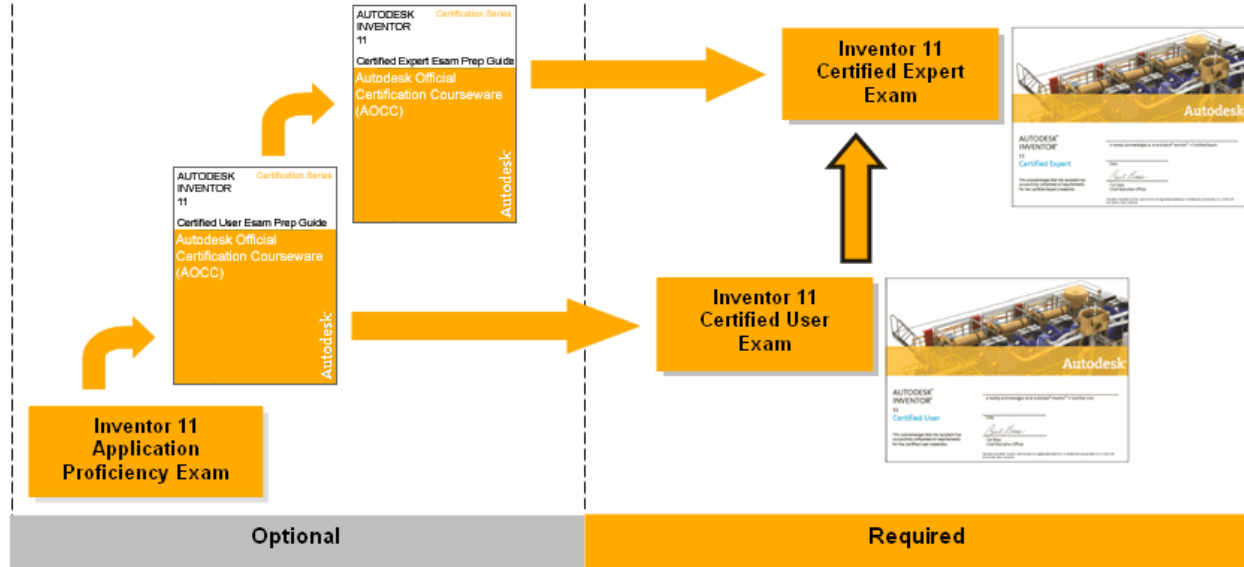 AUTODESK
INVENTOR
11
Certification Series
Certified Expert Esam Prep Guide
Autodesk Official
Certification Courseware
(AOCC)
Autodesk
Inventor 11
Certified Expert
Exam
Autodesk
AUTODESK
INVENTOR
11
Certified Expert
AUTODESK
INVENTOR
11
Certification Series
Certified User Esam Prep Guide
Autodesk Official
Certification Courseware
(AOCC)
Autodesk
Inventor 11
Certified User
Exam
Autodesk
AUTODESK
INVENTOR
11
Certified User
Inventor 11
Application
Proficiency Exam
Optional
Required